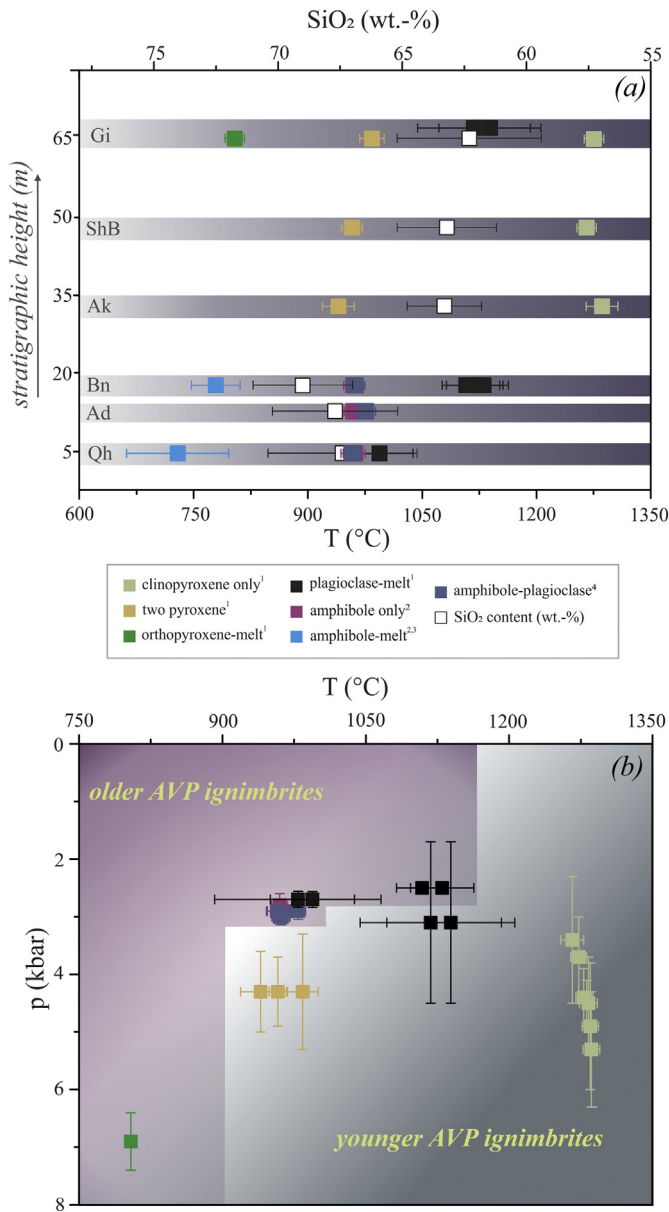 SiO₂ (wt.-%)
75 70 65 60 55
(a)
stratigraphic height (m)
65 Gi
50 ShB
35 Ak
20 Bn
Ad
5 Qh
600 750 900 1050 1200 1350
T (°C)
clinopyroxene only¹ plagioclase-melt¹ amphibole-plagioclase⁴
two pyroxene¹ amphibole only² SiO₂ content (wt.-%)
orthopyroxene-melt¹ amphibole-melt²,³
T (°C)
750 900 1050 1200 1350
0
(b)
older AVP ignimbrites
2
p (kbar)
4
6
younger AVP ignimbrites
8